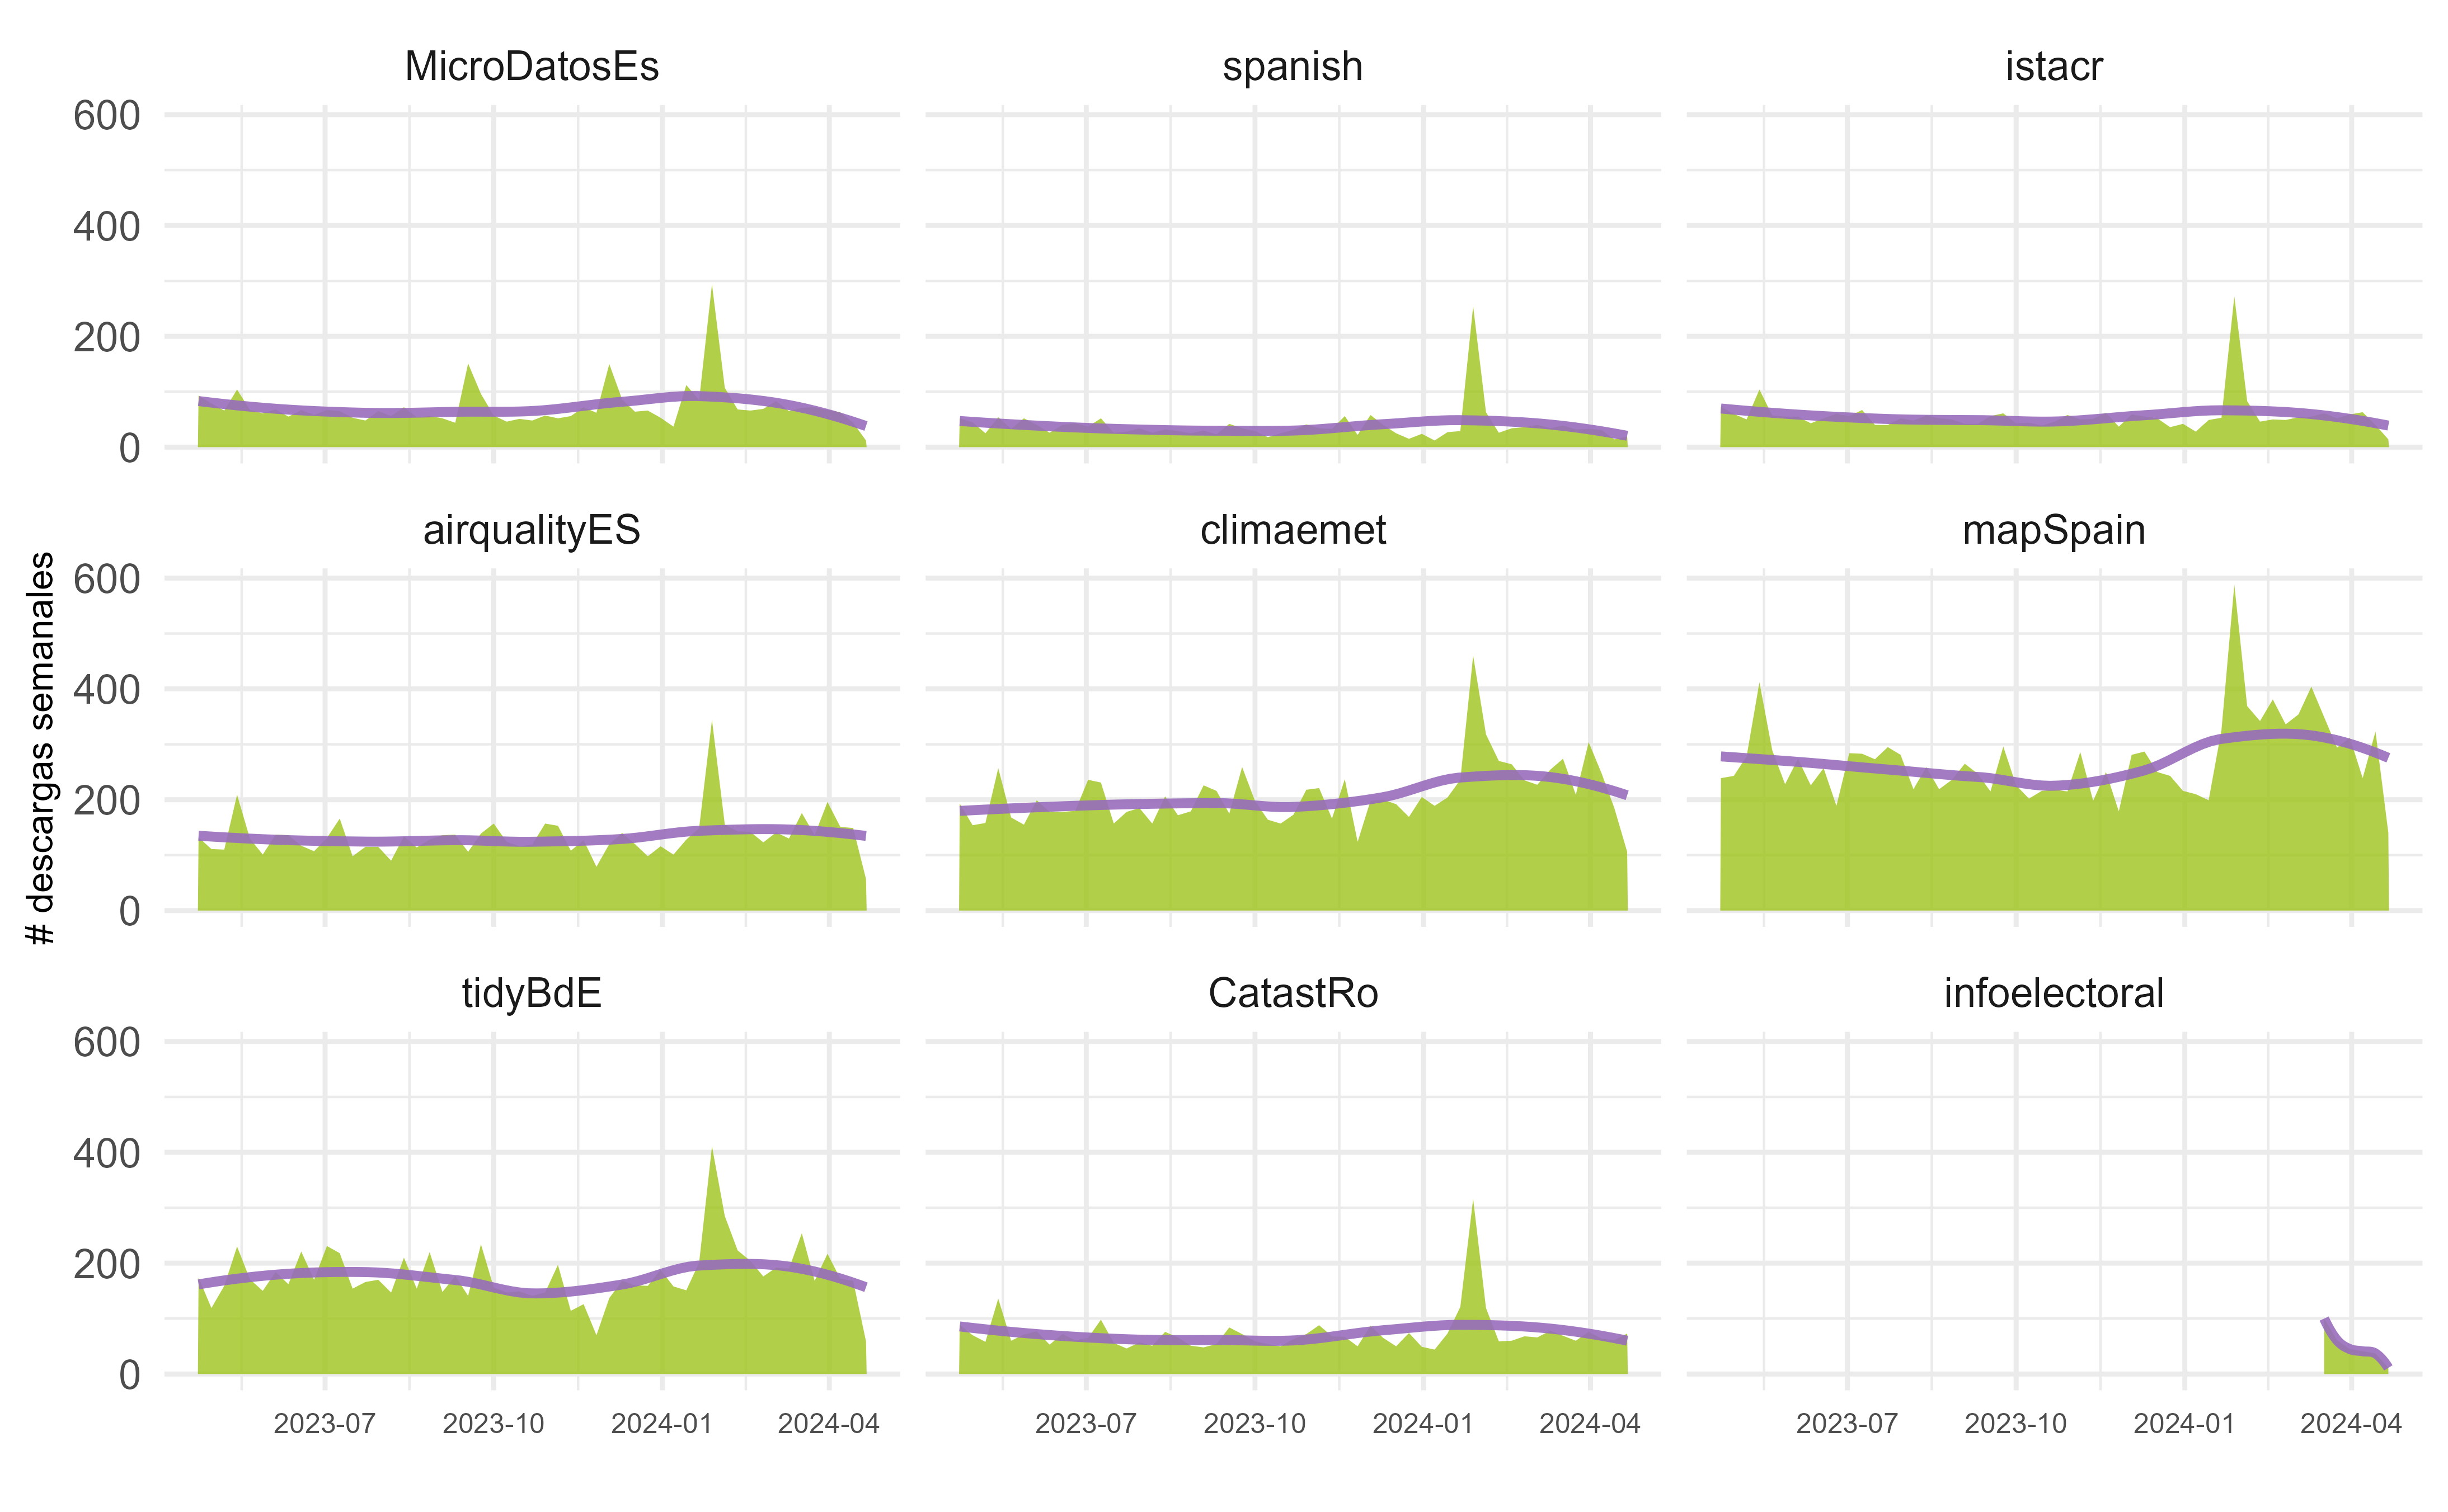 MicroDatosEs spanish istacr
600
400
200
0
airqualityES climaemet mapSpain
600
400
200
0
# descargas semanales
tidyBdE CatastRo infoelectoral
600
400
200
0
2023-07 2023-10 2024-01 2024-04 2023-07 2023-10 2024-01 2024-04 2023-07 2023-10 2024-01 2024-04